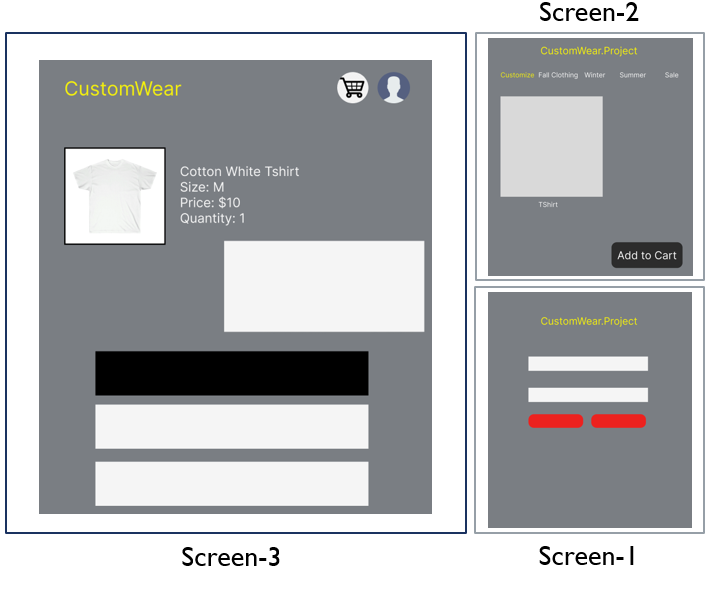 Screen-2
CustomWear.Project
Customize Fall Clothing Winter Summer Sale
TShirt
Add to Cart
CustomWear
Cotton White Tshirt
Size: M
Price: $10
Quantity: 1
Screen-3
CustomWear.Project
Screen-1